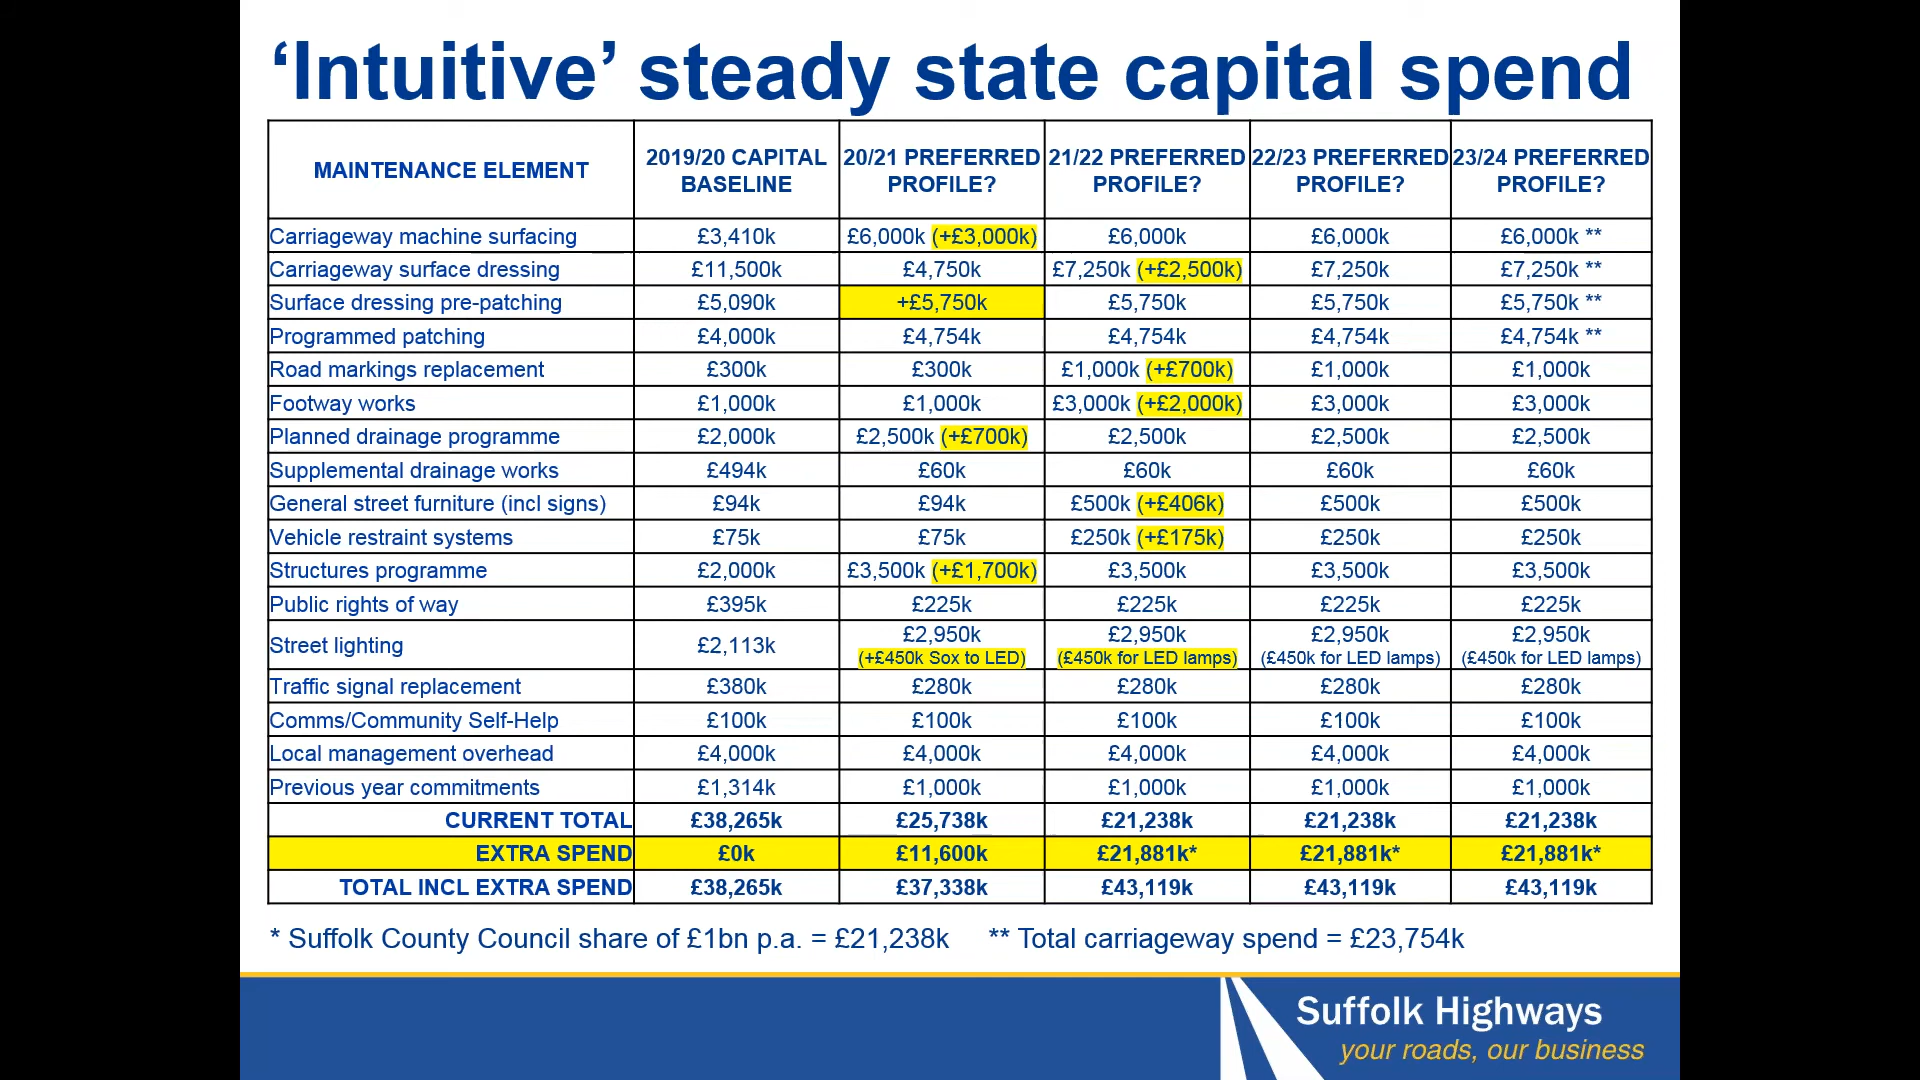 ‘Intuitive’ steady state capital spend
MAINTENANCE ELEMENT 2019/20 CAPITAL BASELINE 20/21 PREFERRED PROFILE? 21/22 PREFERRED PROFILE? 22/23 PREFERRED PROFILE? 23/24 PREFERRED PROFILE?
Carriageway machine surfacing £3,410k £6,000k (+£3,000k) £6,000k £6,000k £6,000k **
Carriageway surface dressing £11,500k £4,750k £7,250k (+£2,500k) £7,250k £7,250k **
Surface dressing pre-patching £5,090k +£5,750k £5,750k £5,750k £5,750k **
Programmed patching £4,000k £4,754k £4,754k £4,754k £4,754k **
Road markings replacement £300k £300k £1,000k (+£700k) £1,000k £1,000k
Footway works £1,000k £1,000k £3,000k (+£2,000k) £3,000k £3,000k
Planned drainage programme £2,000k £2,500k (+£700k) £2,500k £2,500k £2,500k
Supplemental drainage works £494k £60k £60k £60k £60k
General street furniture (incl signs) £94k £94k £500k (+£406k) £500k £500k
Vehicle restraint systems £75k £75k £250k (+£175k) £250k £250k
Structures programme £2,000k £3,500k (+£1,700k) £3,500k £3,500k £3,500k
Public rights of way £395k £225k £225k £225k £225k
Street lighting £2,113k £2,950k (+£450k Sox to LED) £2,950k (£450k for LED lamps) £2,950k (£450k for LED lamps) £2,950k (£450k for LED lamps)
Traffic signal replacement £380k £280k £280k £280k £280k
Comms/Community Self-Help £100k £100k £100k £100k £100k
Local management overhead £4,000k £4,000k £4,000k £4,000k £4,000k
Previous year commitments £1,314k £1,000k £1,000k £1,000k £1,000k
CURRENT TOTAL £38,265k £25,738k £21,238k £21,238k £21,238k
EXTRA SPEND £0k £11,600k £21,881k* £21,881k* £21,881k*
TOTAL INCL EXTRA SPEND £38,265k £37,338k £43,119k £43,119k £43,119k
* Suffolk County Council share of £1bn p.a. = £21,238k ** Total carriageway spend = £23,754k
Suffolk Highways
your roads, our business